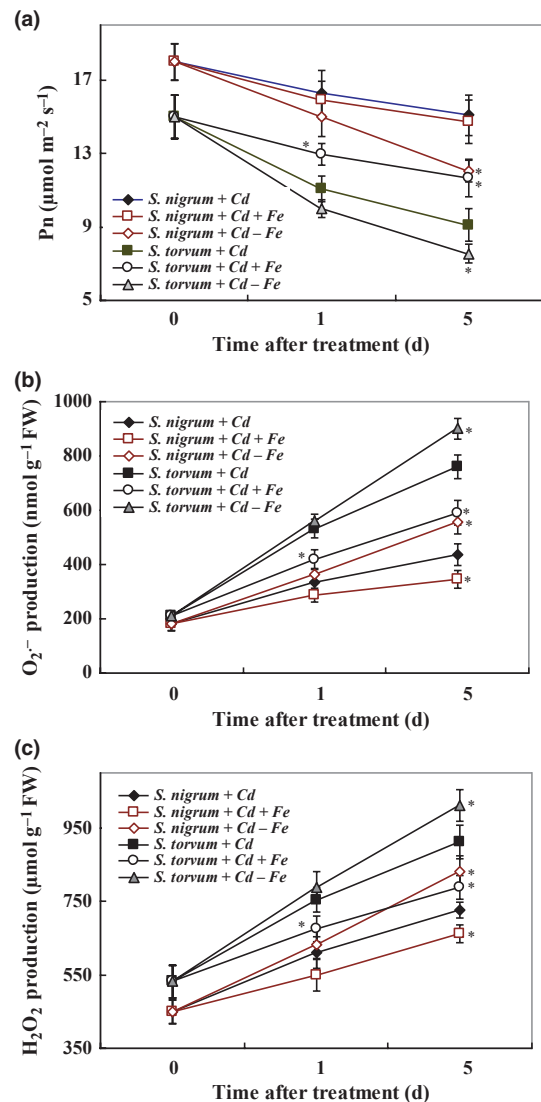 (a)
17
13
9
5
Pn (μmol m⁻² s⁻¹)
*
*
*
*
S. nigrum + Cd
S. nigrum + Cd + Fe
S. nigrum + Cd – Fe
S. torvum + Cd
S. torvum + Cd + Fe
S. torvum + Cd – Fe
0 1 5
Time after treatment (d)
(b)
1000
800
600
400
200
0
O₂·⁻ production (nmol g⁻¹ FW)
S. nigrum + Cd
S. nigrum + Cd + Fe
S. nigrum + Cd – Fe
S. torvum + Cd
S. torvum + Cd + Fe
S. torvum + Cd – Fe
*
*
*
*
*
0 1 5
Time after treatment (d)
(c)
950
750
550
350
H₂O₂ production (μmol g⁻¹ FW)
S. nigrum + Cd
S. nigrum + Cd + Fe
S. nigrum + Cd – Fe
S. torvum + Cd
S. torvum + Cd + Fe
S. torvum + Cd – Fe
*
*
*
*
*
0 1 5
Time after treatment (d)